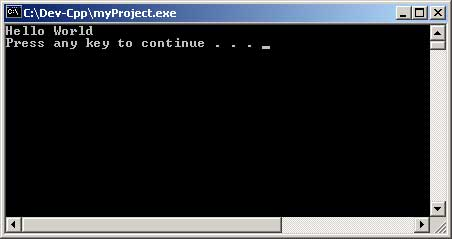 C:\Dev-Cpp\myProject.exe
Hello World
Press any key to continue . . .